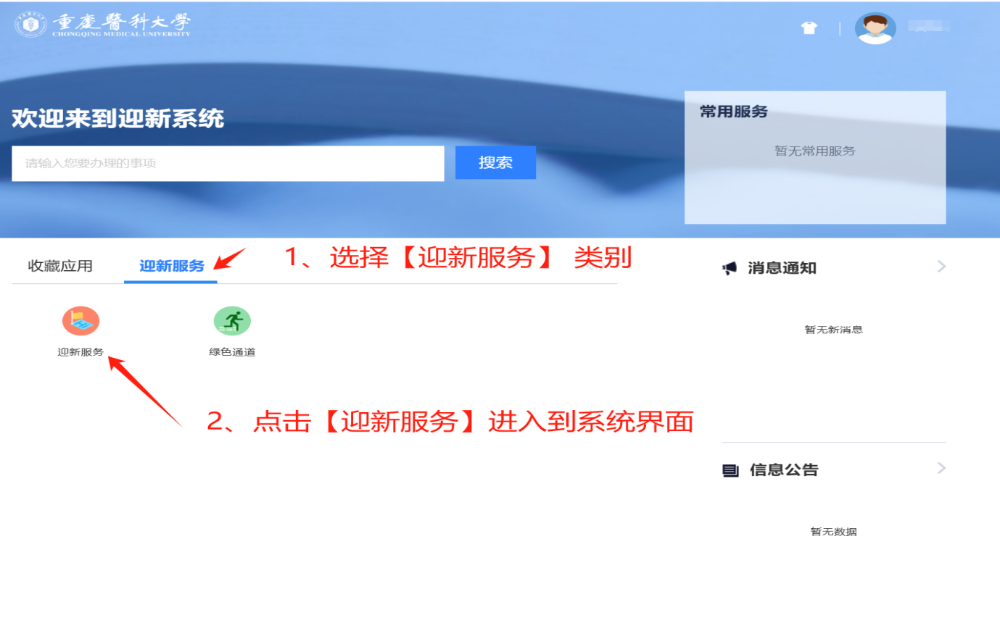 重慶醫科大學
CHONGQING MEDICAL UNIVERSITY
欢迎来到迎新系统
请输入您要办理的事项
搜索
常用服务
暂无常用服务
收藏应用
迎新服务
1、选择【迎新服务】 类别
迎新服务
绿色通道
2、点击【迎新服务】进入到系统界面
消息通知
暂无新消息
信息公告
暂无数据